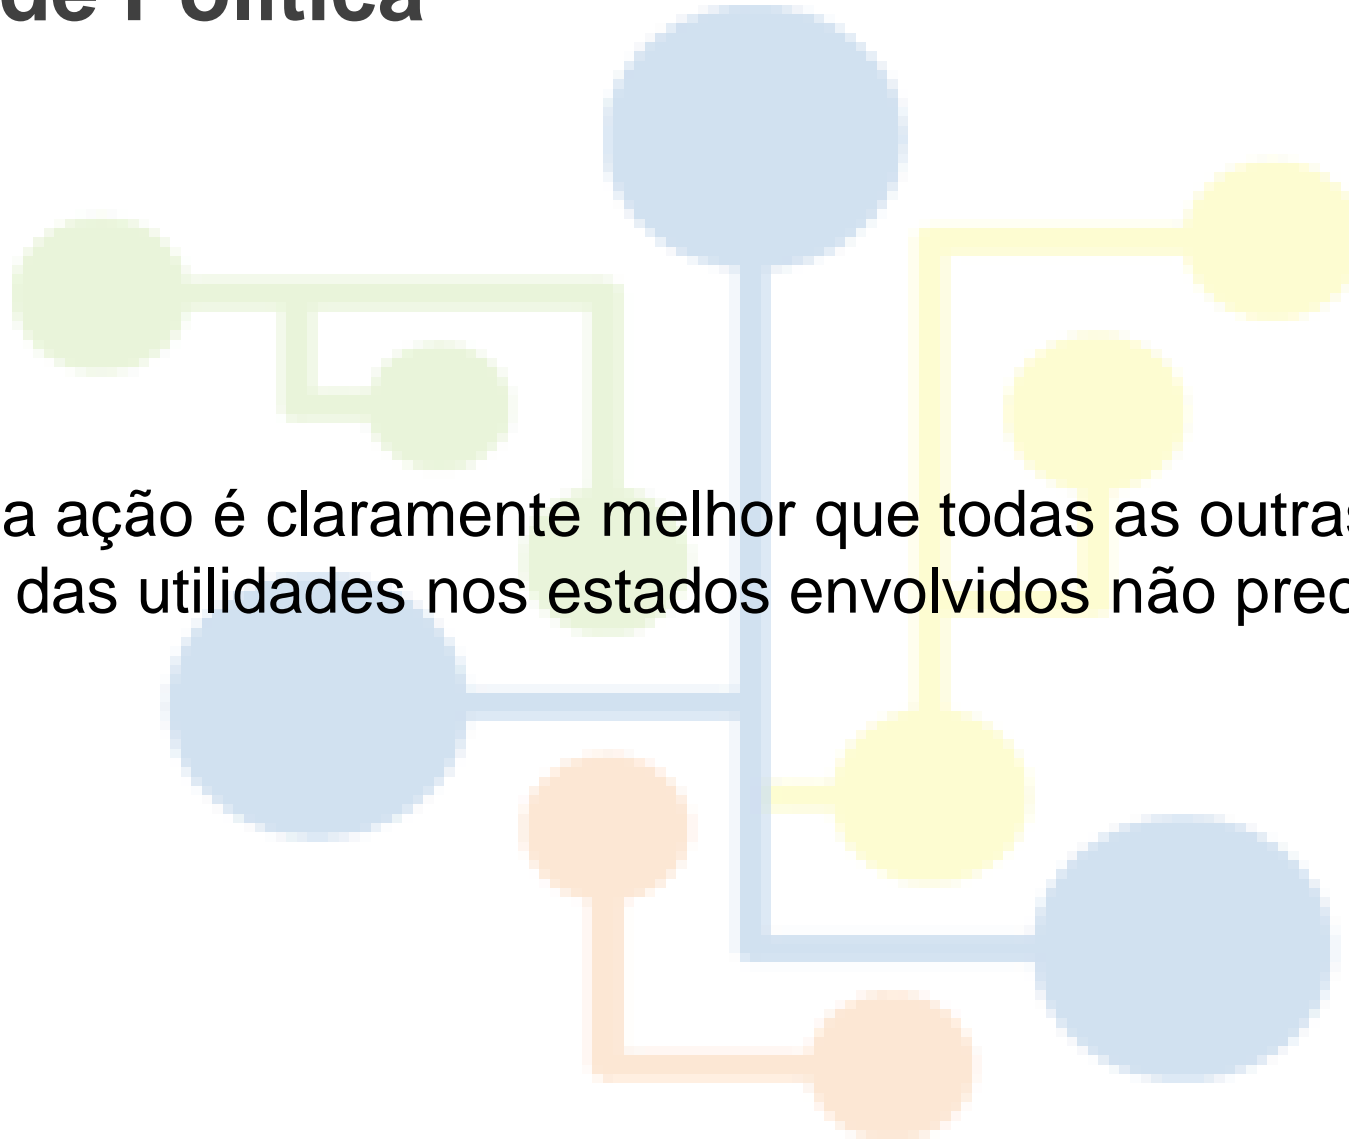 de Política
a ação é claramente melhor que todas as outras
das utilidades nos estados envolvidos não prec